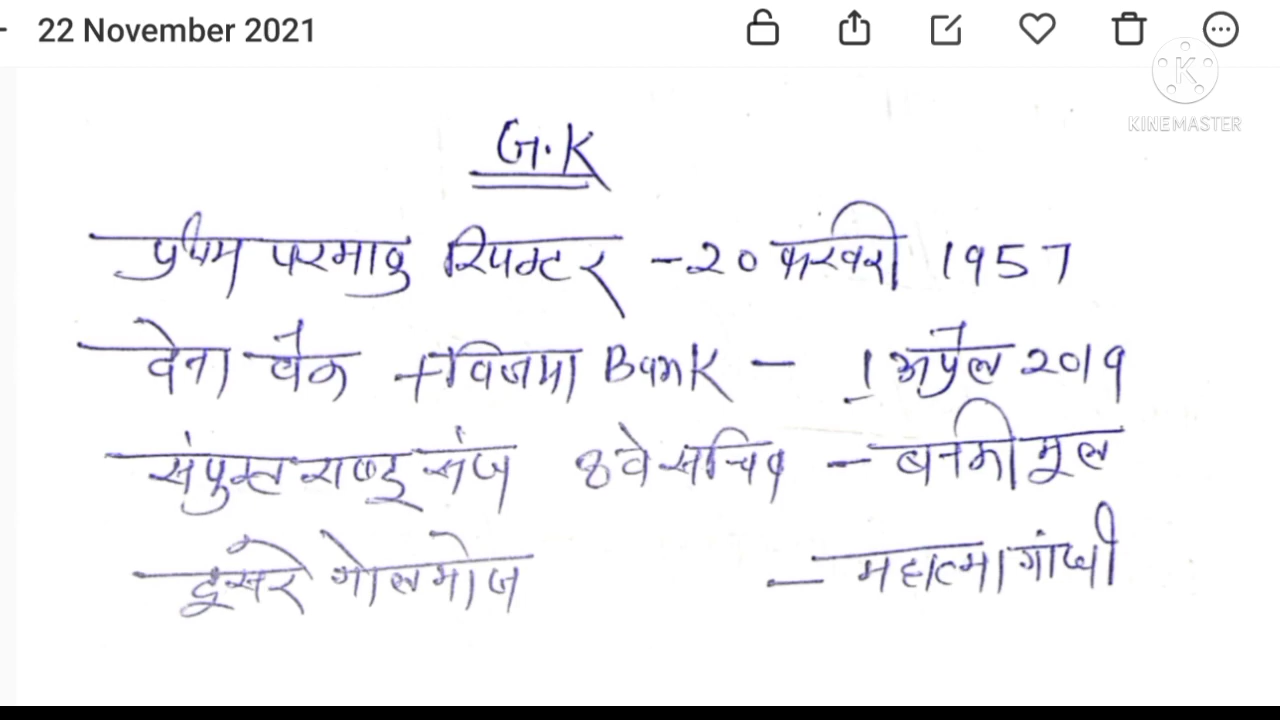 22 November 2021
KINEMASTER
G.K
प्रथम परमाणु रिएक्टर - 20 फरवरी 1957
देना बैंक + विजया Bank - 1 अप्रैल 2019
संयुक्त राष्ट्र संघ 8वे सचिव - बनकी मून
दूसरे गोलमोज - महात्मा गांधी